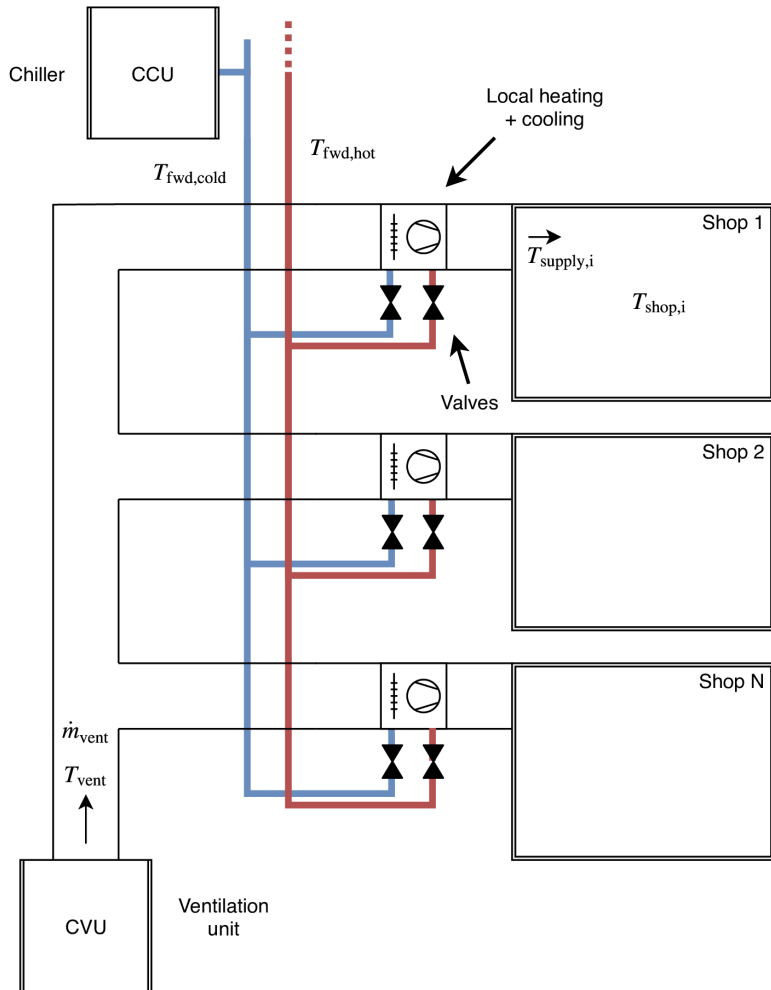 Chiller
CCU
Local heating
+ cooling
T_fwd,hot
T_fwd,cold
Shop 1
T_supply,i
T_shop,i
Valves
Shop 2
Shop N
ṁ_vent
T_vent
CVU
Ventilation
unit